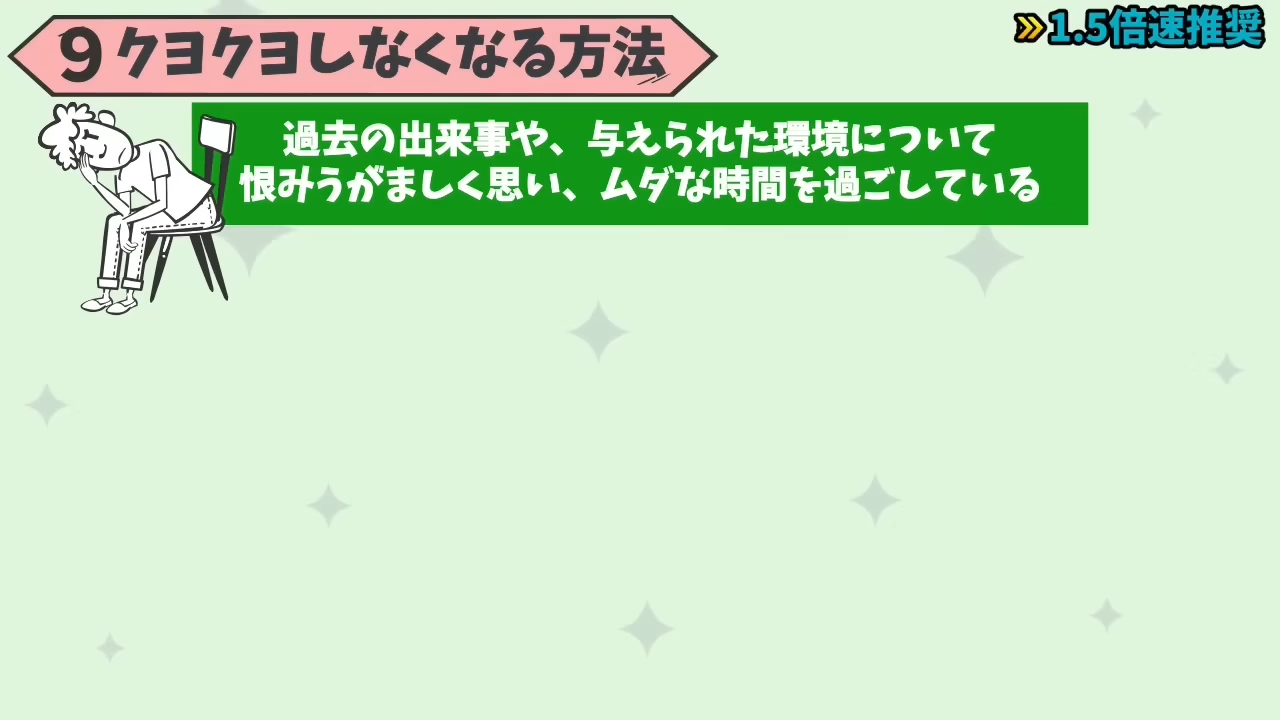 9 クヨクヨしなくなる方法
1.5倍速推奨
過去の出来事や、与えられた環境について
恨みうがましく思い、ムダな時間を過ごしている